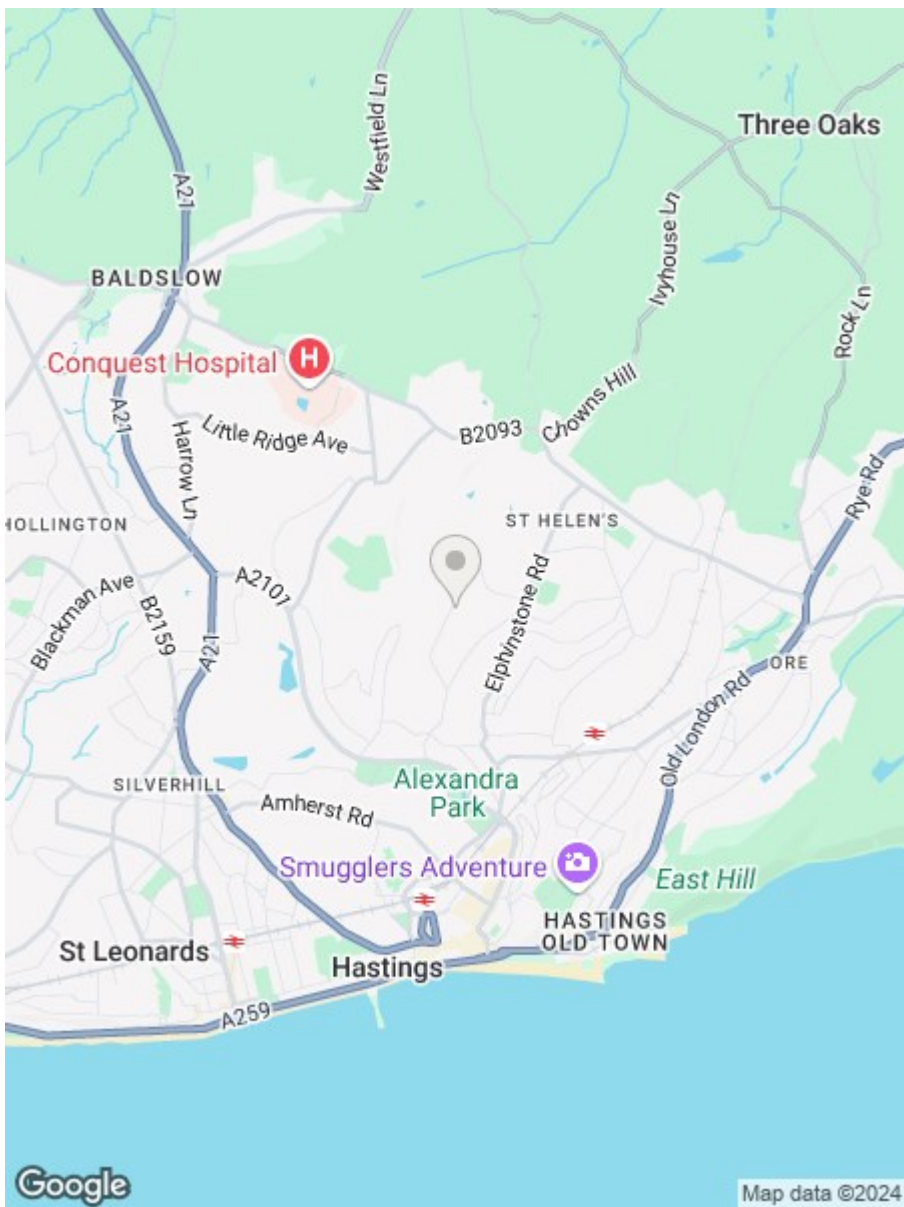 Three Oaks
Westfield Ln
A21
Ivyhouse Ln
BALDSLOW
Rock Ln
Conquest Hospital
H
Chowns Hill
A21
Little Ridge Ave
B2093
Harrow Ln
Rye Rd
HOLLINGTON
ST HELEN'S
A2101
Blackman Ave
B2159
A21
Elphinstone Rd
ORE
Old London Rd
SILVERHILL
Alexandra
Park
Amherst Rd
Smugglers Adventure
East Hill
HASTINGS
OLD TOWN
St Leonards
Hastings
A259
Google
Map data ©2024